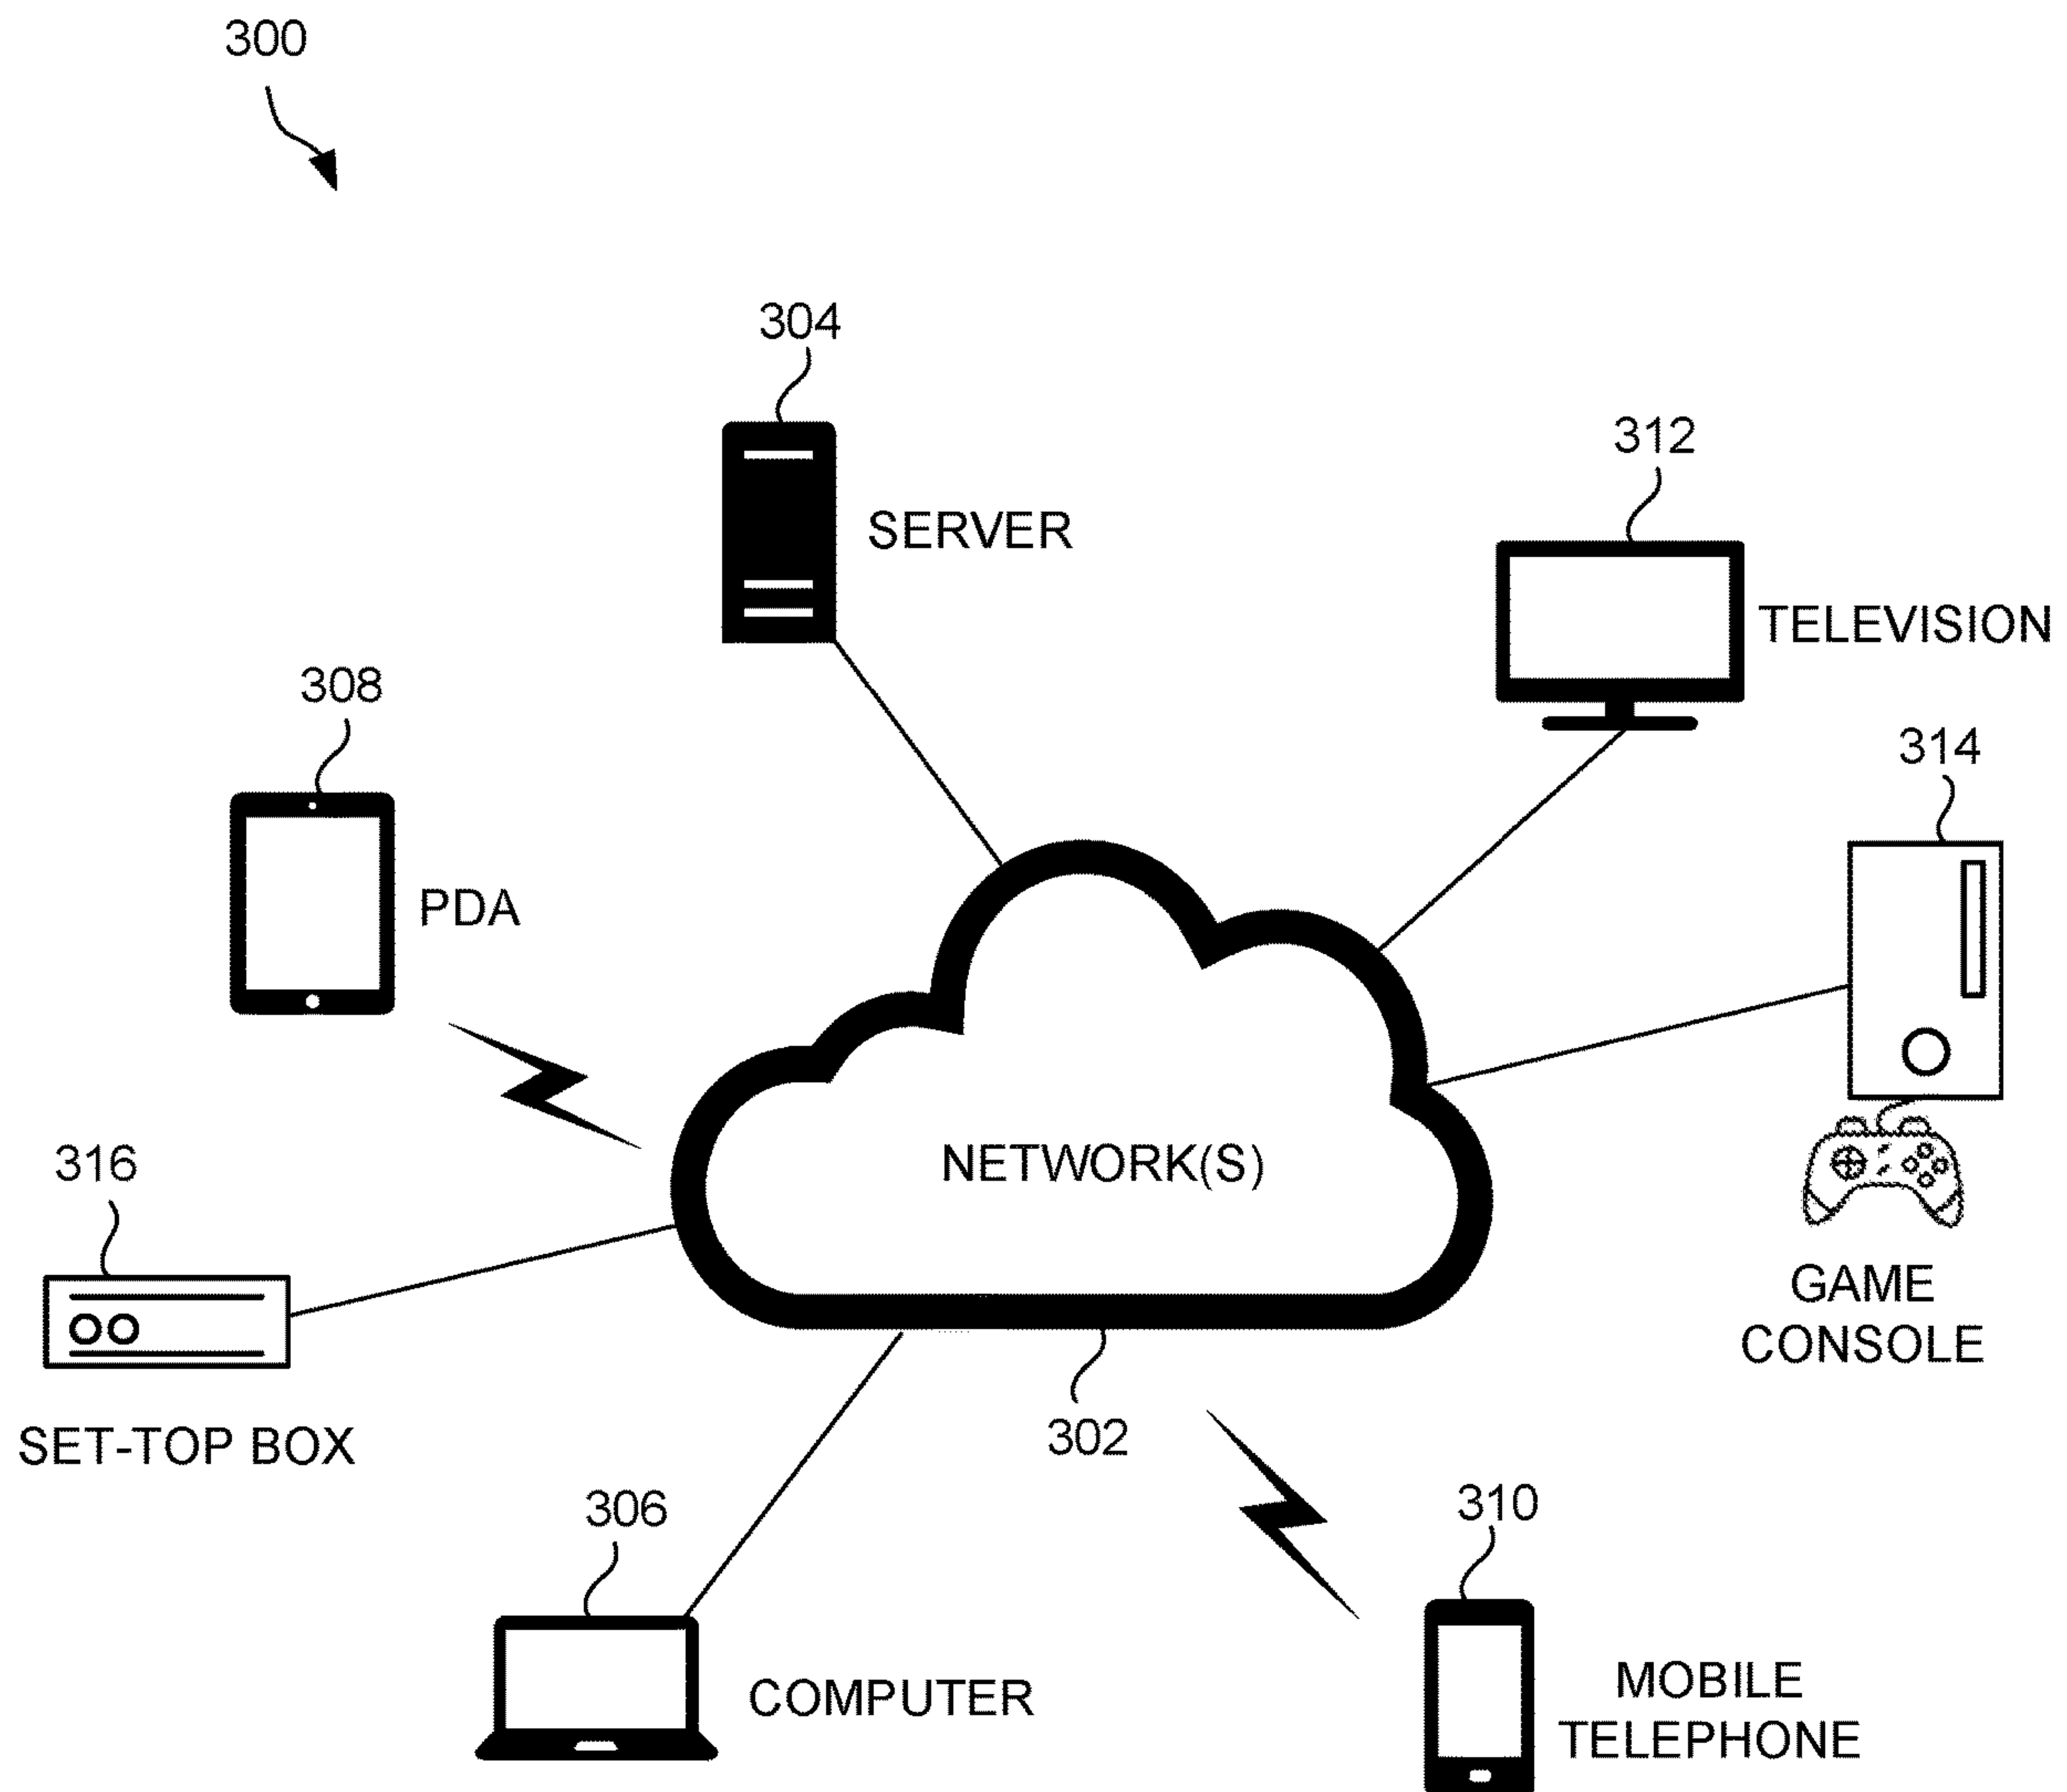 300
304
SERVER
312
TELEVISION
308
PDA
314
NETWORK(S)
316
SET-TOP BOX
GAME
CONSOLE
302
306
COMPUTER
310
MOBILE
TELEPHONE